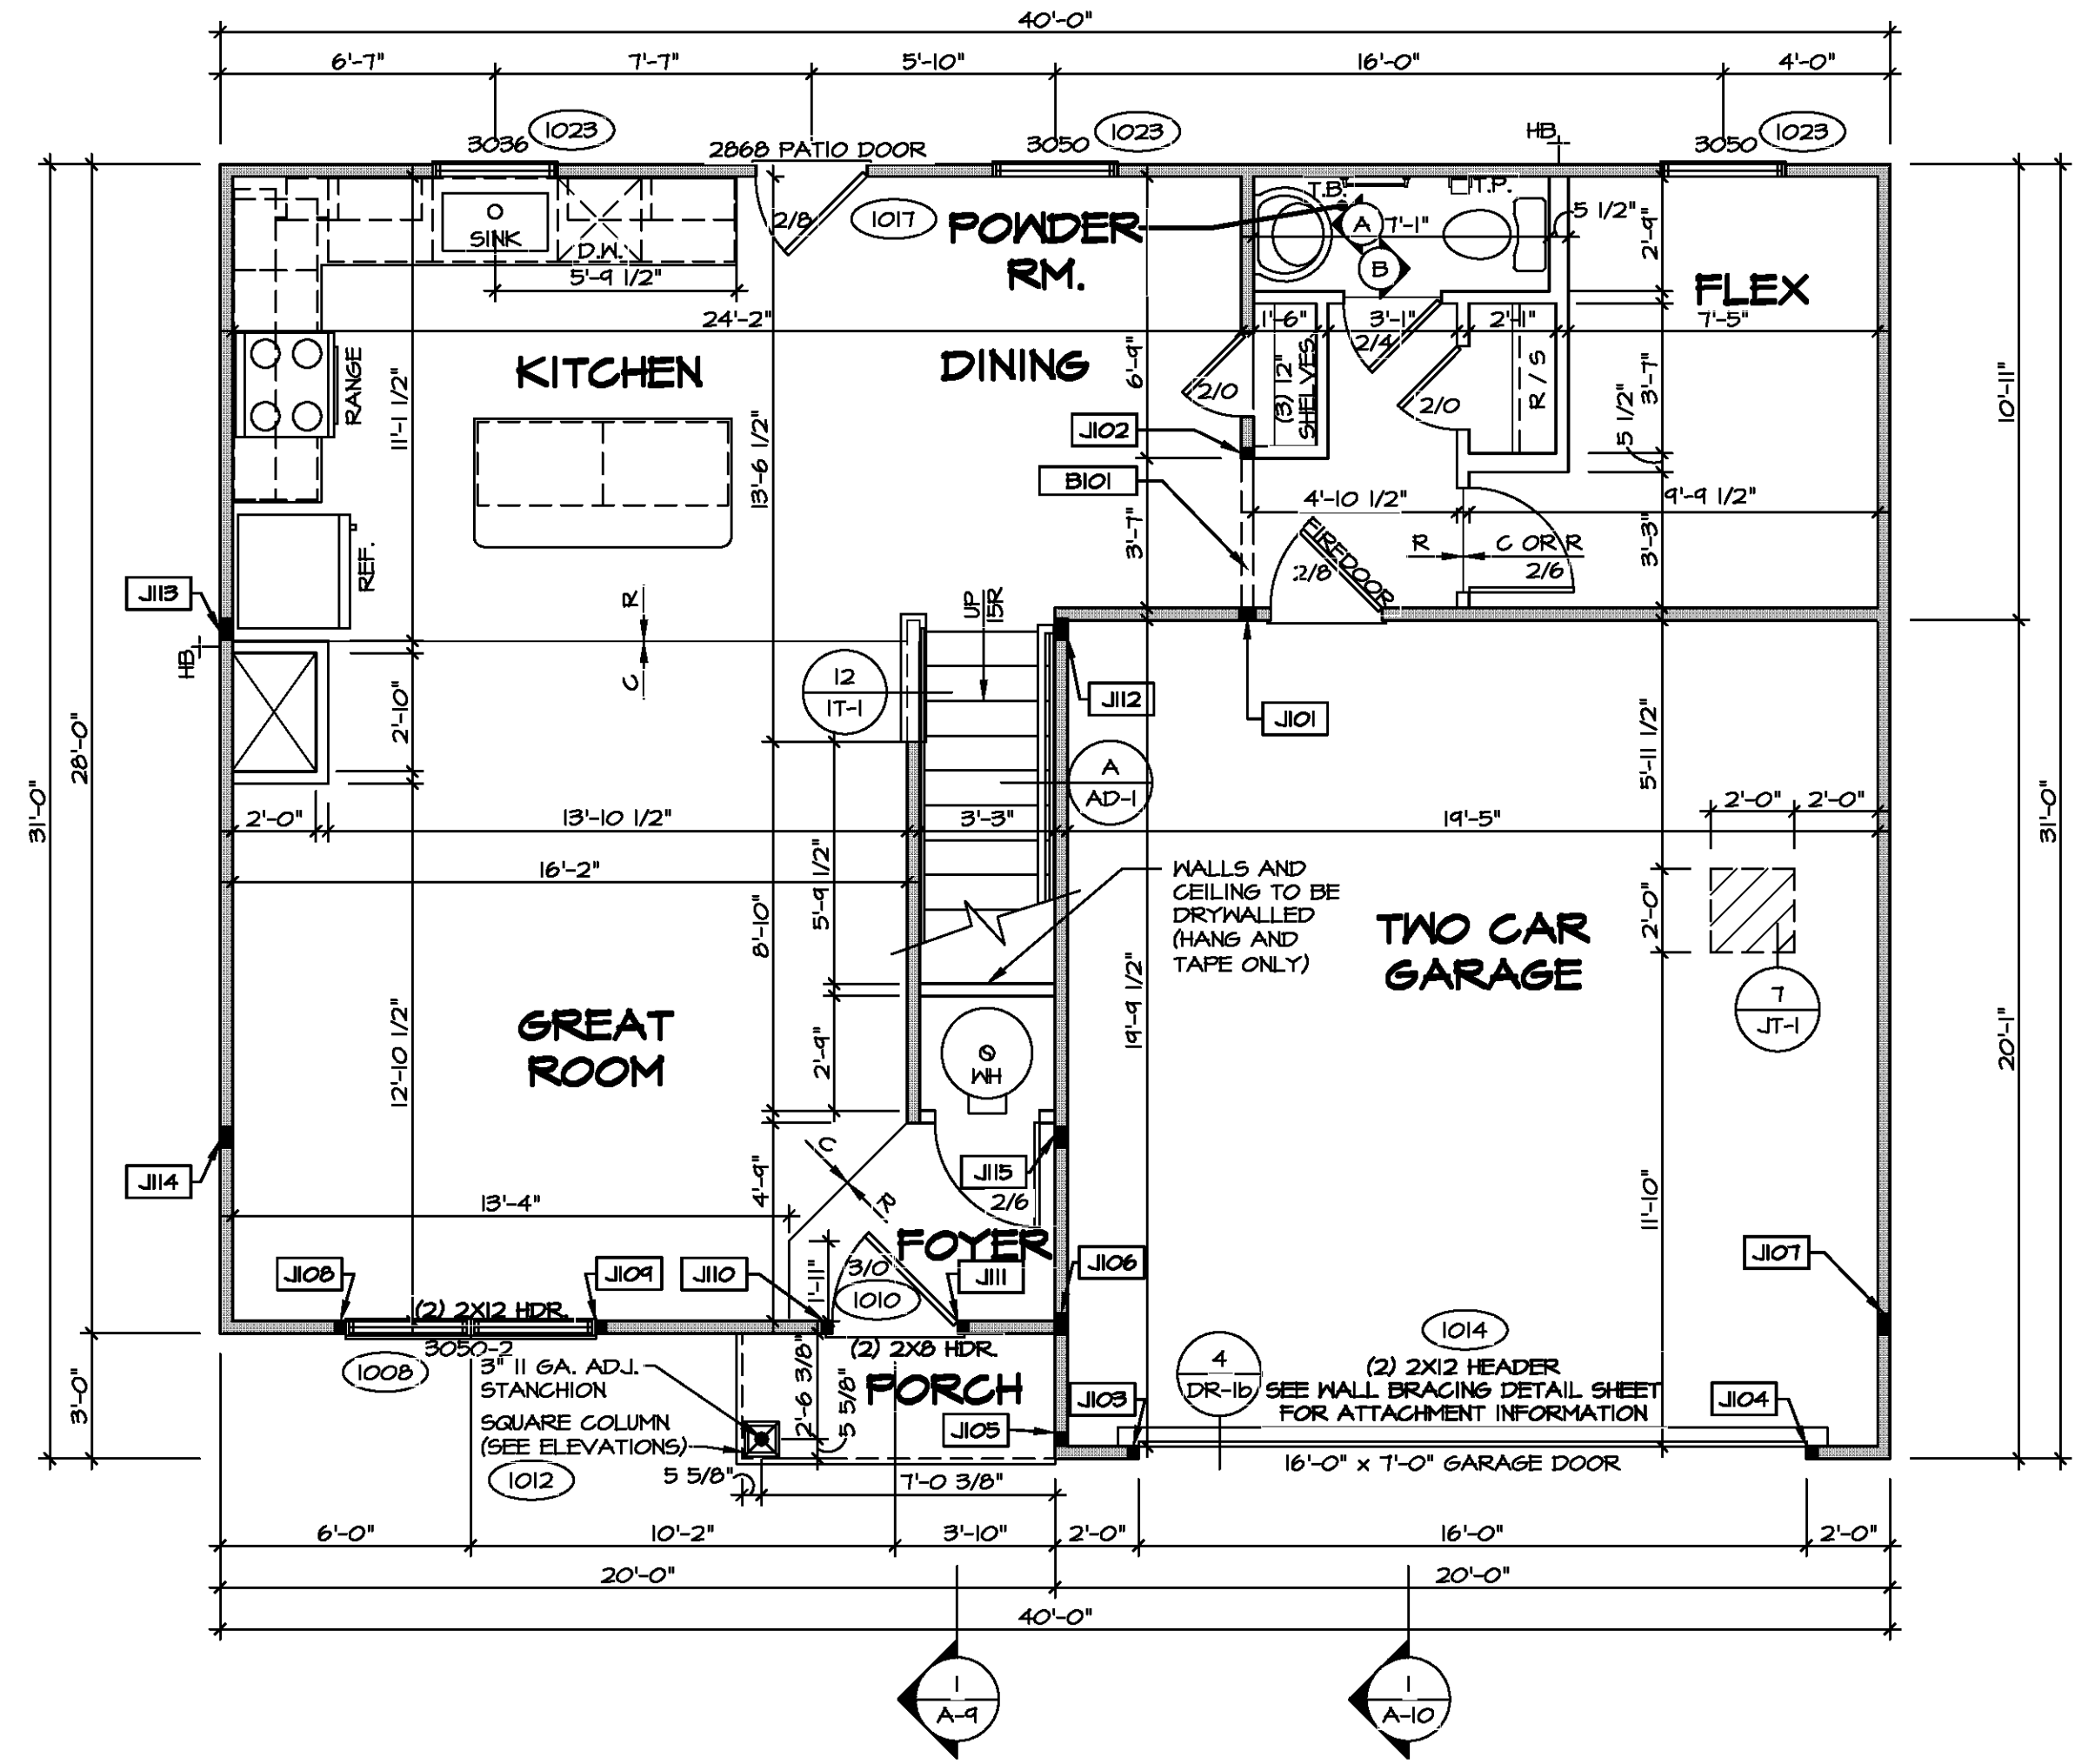 40'-0"
6'-7"
7'-7"
5'-10"
16'-0"
4'-0"
3036
1023
2868 PATIO DOOR
3050
1023
HB
3050
1023
2/8
1017
POWDER
RM.
T.B.
T.P.
A
7'-1"
B
5 1/2"
2'-9"
FLEX
SINK
D.W.
5'-9 1/2"
24'-2"
1'-6"
3'-1"
2'-1"
7'-5"
RANGE
KITCHEN
DINING
11'-1 1/2"
13'-6 1/2"
6'-9"
2/4
2/0
(3) 12"
SHELVES
2/0
R / S
5 1/2"
3'-7"
10'-11"
J102
B101
4'-10 1/2"
9'-9 1/2"
3'-7"
FIREDOOR
2/8
R
C OR R
2/6
3'-3"
REF.
J113
HB
R
C
UP
15R
12
1T-1
J112
J101
2'-10"
28'-0"
31'-0"
A
AD-1
5'-11 1/2"
2'-0"
13'-10 1/2"
3'-3"
19'-5"
2'-0"
2'-0"
31'-0"
16'-2"
5'-9 1/2"
8'-10"
WALLS AND
CEILING TO BE
DRYWALLED
(HANG AND
TAPE ONLY)
2'-0"
TWO CAR
GARAGE
7
JT-1
19'-9 1/2"
20'-1"
GREAT
ROOM
12'-10 1/2"
2'-9"
WH
J114
C
R
4'-9"
J115
2/6
13'-4"
11'-10"
FOYER
J108
J109
J110
1'-11"
3/0
1010
J111
J106
J107
(2) 2X12 HDR.
3050-2
1008
(2) 2X8 HDR.
1014
3" 11 GA. ADJ.
STANCHION
2'-6 3/8"
5 5/8"
PORCH
4
DR-1b
(2) 2X12 HEADER
SEE WALL BRACING DETAIL SHEET
FOR ATTACHMENT INFORMATION
3'-0"
SQUARE COLUMN
(SEE ELEVATIONS)
J105
J103
J104
1012
5 5/8"
7'-0 3/8"
16'-0" x 7'-0" GARAGE DOOR
6'-0"
10'-2"
3'-10"
2'-0"
16'-0"
2'-0"
20'-0"
20'-0"
40'-0"
1
A-9
1
A-10